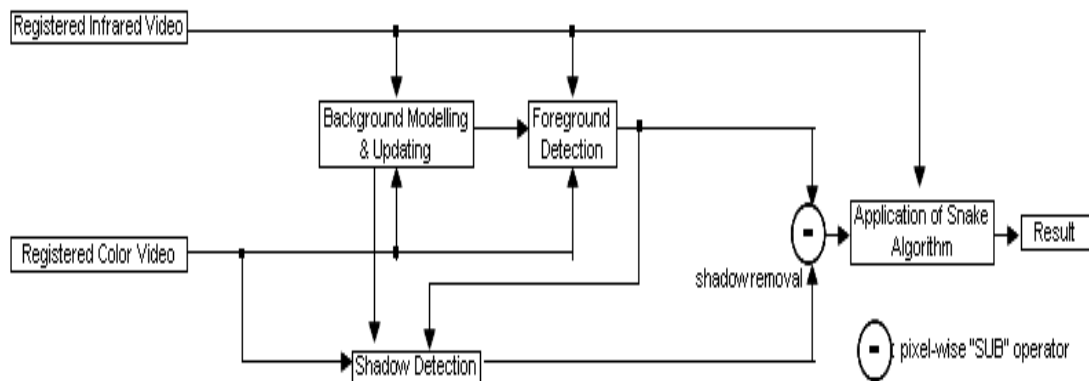 Registered Infrared Video
Background Modelling
& Updating
Foreground
Detection
Registered Color Video
Application of Snake
Algorithm
Result
-
shadow removal
Shadow Detection
- : pixel-wise "SUB" operator